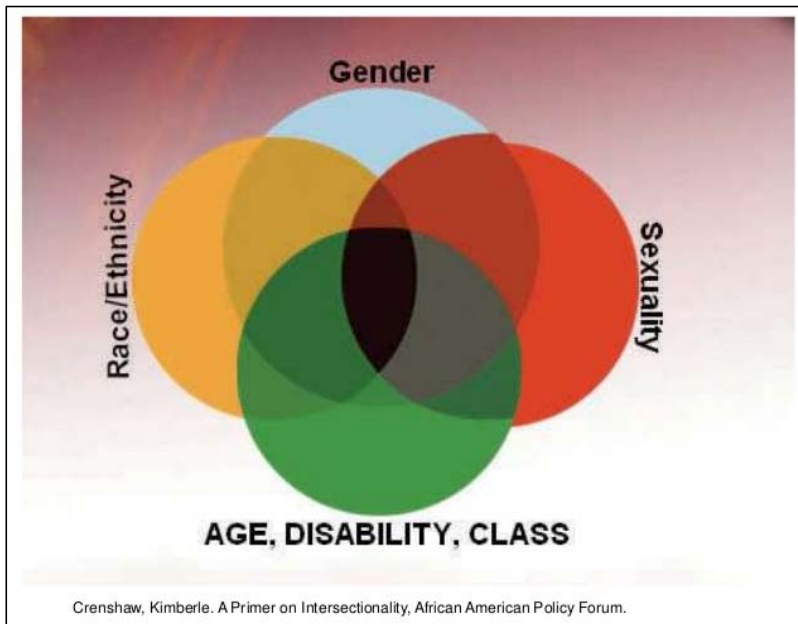 Gender
Race/Ethnicity
Sexuality
AGE, DISABILITY, CLASS
Crenshaw, Kimberle. A Primer on Intersectionality, African American Policy Forum.